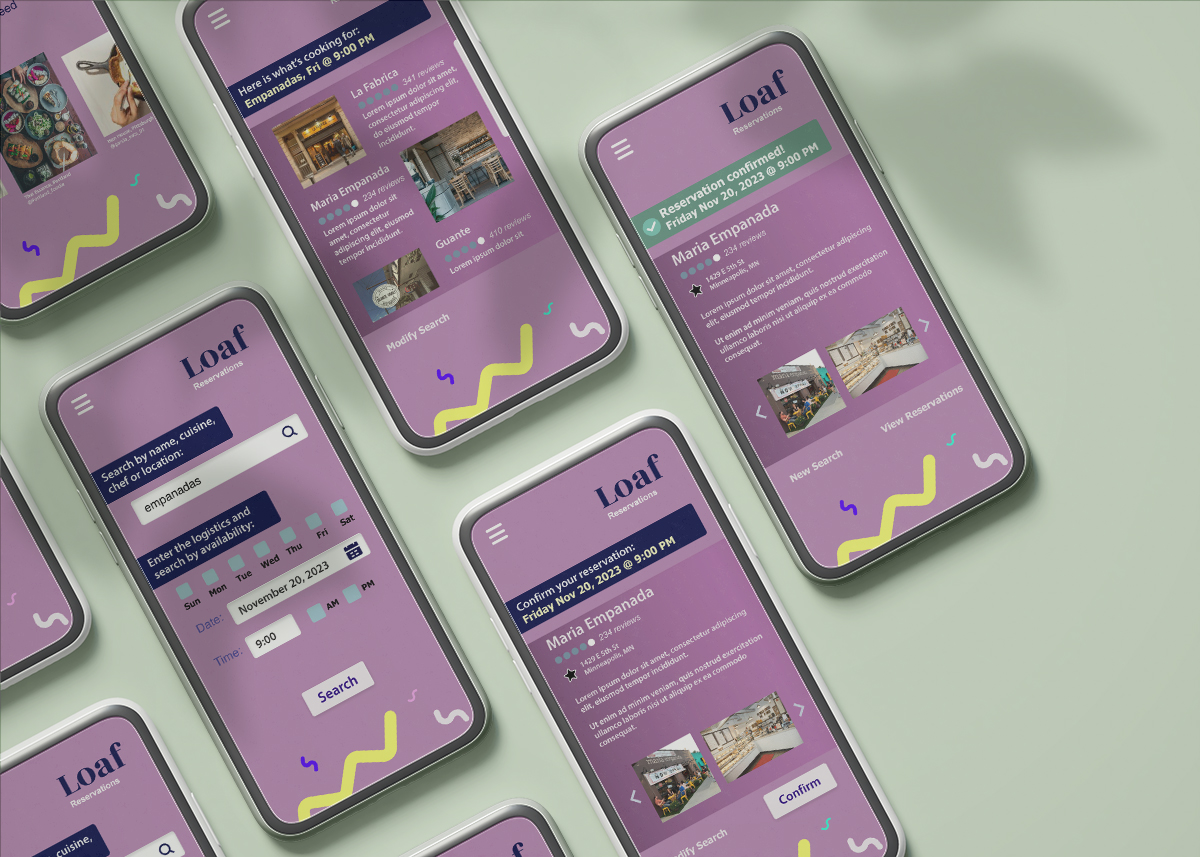 eed
Here is what's cooking for:
Empanadas, Fri @ 9:00 PM
La Fabrica
341 reviews
Lorem ipsum dolor sit amet,
consectetur adipiscing elit,
do eiusmod tempor
incididunt.
Maria Empanada
234 reviews
Lorem ipsum dolor sit
amet, consectetur
adipiscing elit, eiusmod
tempor incididunt.
Guante
410 reviews
Lorem ipsum dolor sit
Modify Search
Loaf
Reservations
Reservation confirmed!
Friday Nov 20, 2023 @ 9:00 PM
Maria Empanada
234 reviews
1429 E 5th St
Minneapolis, MN
Lorem ipsum dolor sit amet, consectetur adipiscing
elit, eiusmod tempor incididunt.
Ut enim ad minim veniam, quis nostrud exercitation
ullamco laboris nisi ut aliquip ex ea commodo
consequat.
New Search
View Reservations
Loaf
Reservations
Search by name, cuisine,
chef or location:
empanadas
Enter the logistics and
search by availability:
Sun Mon Tue Wed Thu Fri Sat
Date: November 20, 2023
Time: 9:00 AM PM
Search
Loaf
Reservations
Confirm your reservation:
Friday Nov 20, 2023 @ 9:00 PM
Maria Empanada
234 reviews
1429 E 5th St
Minneapolis, MN
Lorem ipsum dolor sit amet, consectetur adipiscing
elit, eiusmod tempor incididunt.
Ut enim ad minim veniam, quis nostrud exercitation
ullamco laboris nisi ut aliquip ex ea commodo
consequat.
Confirm
dify Search
Loaf
Reservations
cuisine,